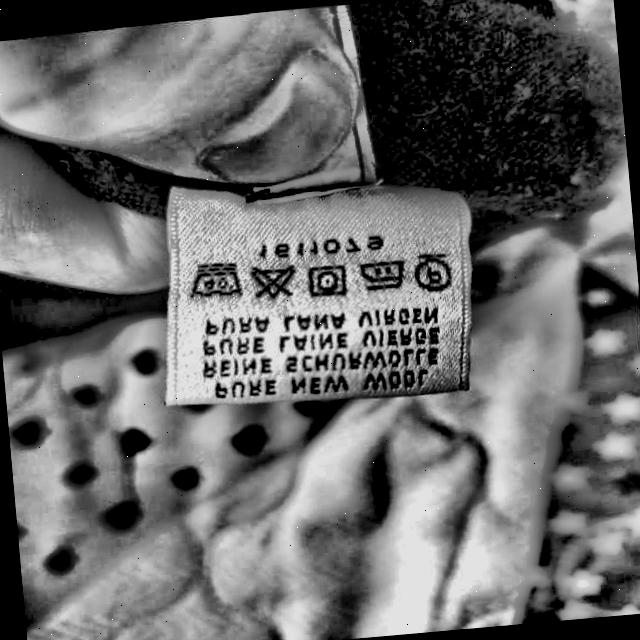 PURE NEW WOOL
REINE SCHURWOLLE
PURE LAINE VIERGE
PURA LANA VIRGEN
P